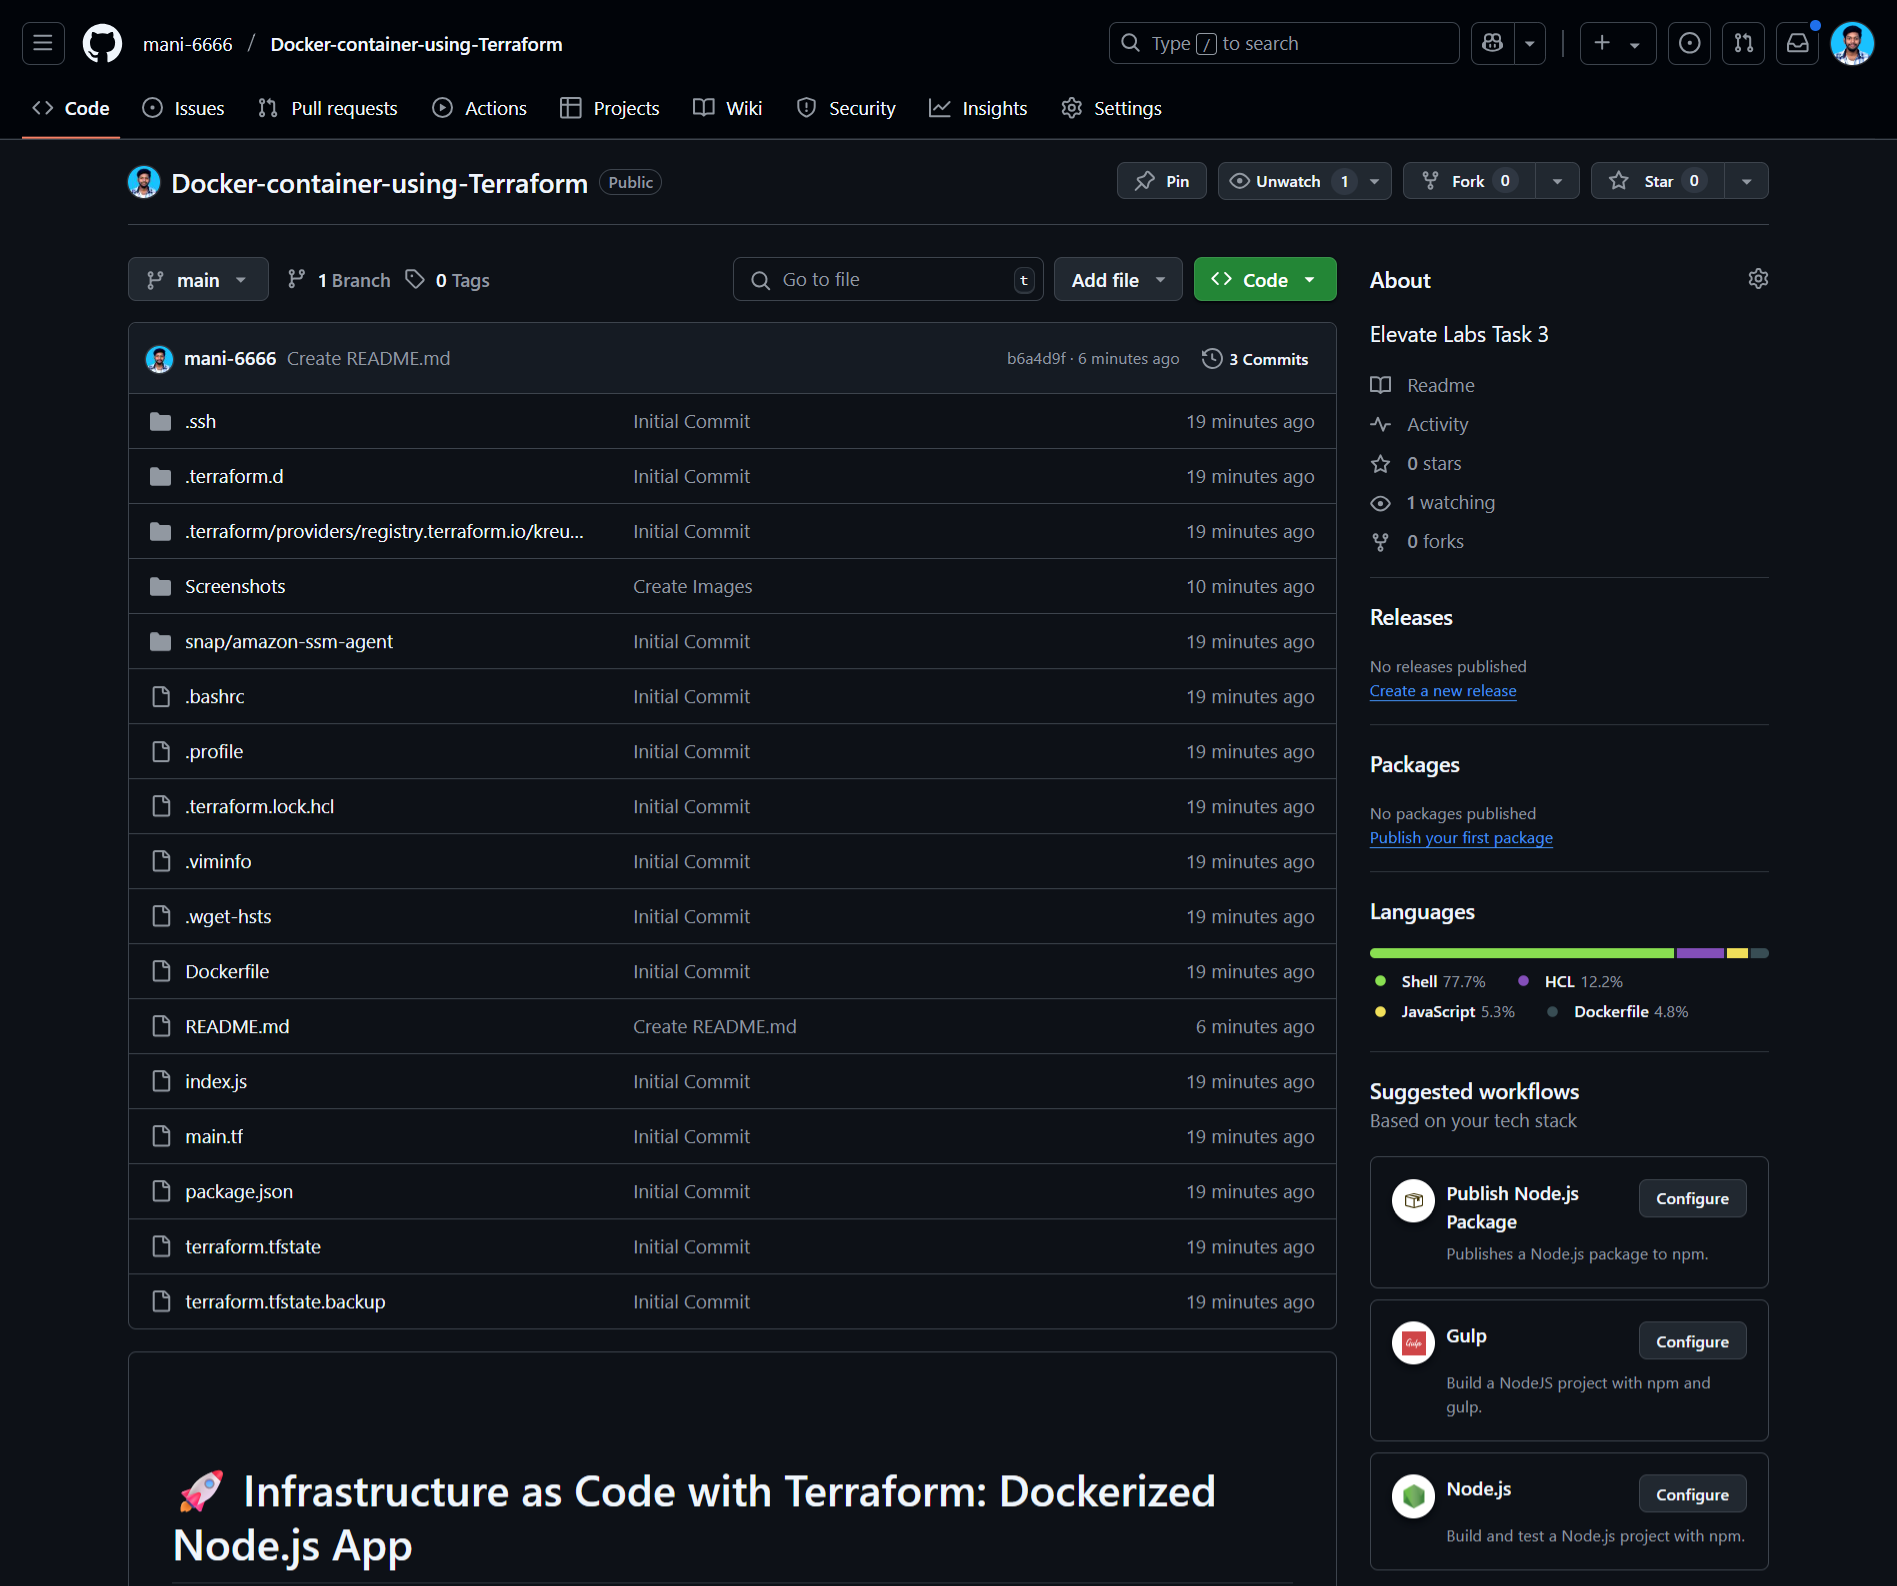 mani-6666 / Docker-container-using-Terraform
Type / to search
Code Issues Pull requests Actions Projects Wiki Security Insights Settings
Docker-container-using-Terraform Public
Pin Unwatch 1 Fork 0 Star 0
main 1 Branch 0 Tags
Go to file t Add file Code
mani-6666 Create README.md b6a4d9f · 6 minutes ago 3 Commits
.ssh Initial Commit 19 minutes ago
.terraform.d Initial Commit 19 minutes ago
.terraform/providers/registry.terraform.io/kreu... Initial Commit 19 minutes ago
Screenshots Create Images 10 minutes ago
snap/amazon-ssm-agent Initial Commit 19 minutes ago
.bashrc Initial Commit 19 minutes ago
.profile Initial Commit 19 minutes ago
.terraform.lock.hcl Initial Commit 19 minutes ago
.viminfo Initial Commit 19 minutes ago
.wget-hsts Initial Commit 19 minutes ago
Dockerfile Initial Commit 19 minutes ago
README.md Create README.md 6 minutes ago
index.js Initial Commit 19 minutes ago
main.tf Initial Commit 19 minutes ago
package.json Initial Commit 19 minutes ago
terraform.tfstate Initial Commit 19 minutes ago
terraform.tfstate.backup Initial Commit 19 minutes ago
🚀 Infrastructure as Code with Terraform: Dockerized
Node.js App
About
Elevate Labs Task 3
Readme
Activity
0 stars
1 watching
0 forks
Releases
No releases published
Create a new release
Packages
No packages published
Publish your first package
Languages
Shell 77.7% HCL 12.2%
JavaScript 5.3% Dockerfile 4.8%
Suggested workflows
Based on your tech stack
Publish Node.js
Package
Configure
Publishes a Node.js package to npm.
Gulp
Gulp
Configure
Build a NodeJS project with npm and
gulp.
Node.js
Configure
Build and test a Node.js project with npm.